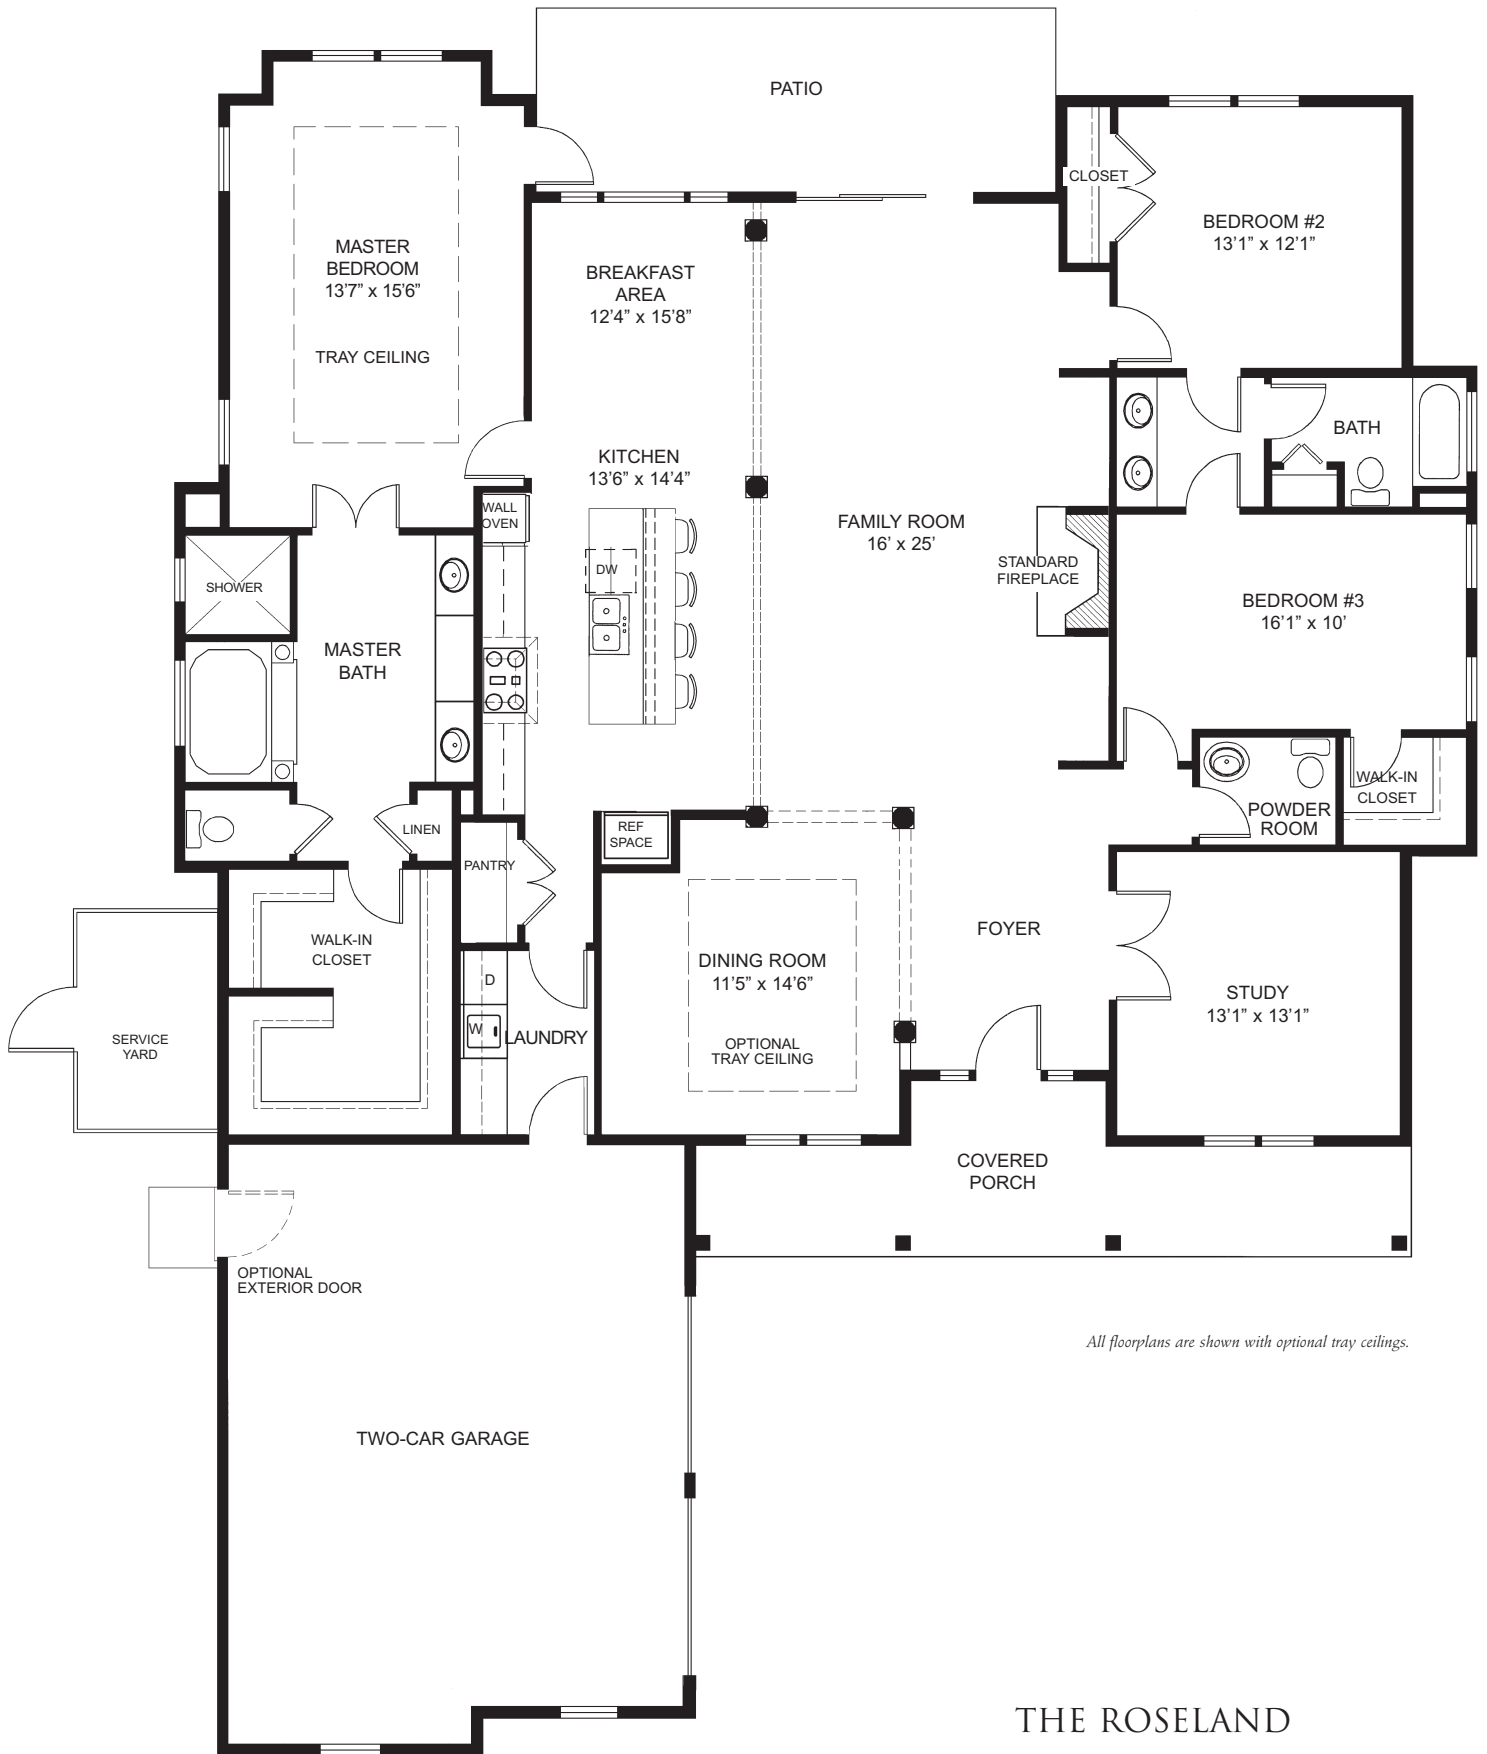 PATIO
CLOSET
BEDROOM #2
13’1” x 12’1”
MASTER
BEDROOM
13’7” x 15’6”
TRAY CEILING
BREAKFAST
AREA
12’4” x 15’8”
BATH
KITCHEN
13’6” x 14’4”
WALL
OVEN
FAMILY ROOM
16’ x 25’
DW
STANDARD
FIREPLACE
SHOWER
BEDROOM #3
16’1” x 10’
MASTER
BATH
WALK-IN
CLOSET
POWDER
ROOM
LINEN
REF
SPACE
PANTRY
WALK-IN
CLOSET
FOYER
DINING ROOM
11’5” x 14’6”
OPTIONAL
TRAY CEILING
D
W
LAUNDRY
STUDY
13’1” x 13’1”
SERVICE
YARD
COVERED
PORCH
OPTIONAL
EXTERIOR DOOR
All floorplans are shown with optional tray ceilings.
TWO-CAR GARAGE
THE ROSELAND